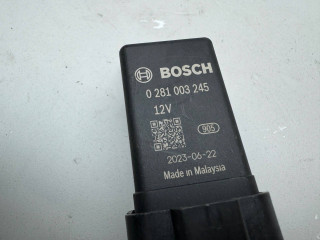 BOSCH
0 281 003 245
12V
905
2023-06-22
Made in Malaysia